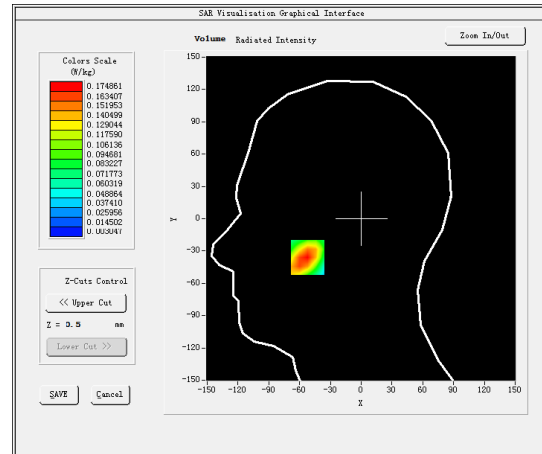 SAR Visualisation Graphical Interface
Volume Radiated Intensity
Zoom In/Out
Colors Scale
(W/kg)
0.174861
0.163407
0.151953
0.140499
0.129044
0.117590
0.106136
0.094681
0.083227
0.071773
0.060319
0.048864
0.037410
0.025956
0.014502
0.003047
Z-Cuts Control
<< Upper Cut
Z = 0.5 mm
Lower Cut >>
SAVE Cancel
150
120
90
60
30
0
-30
-60
-90
-120
-150
Y
-150 -120 -90 -60 -30 0 30 60 90 120 150
X